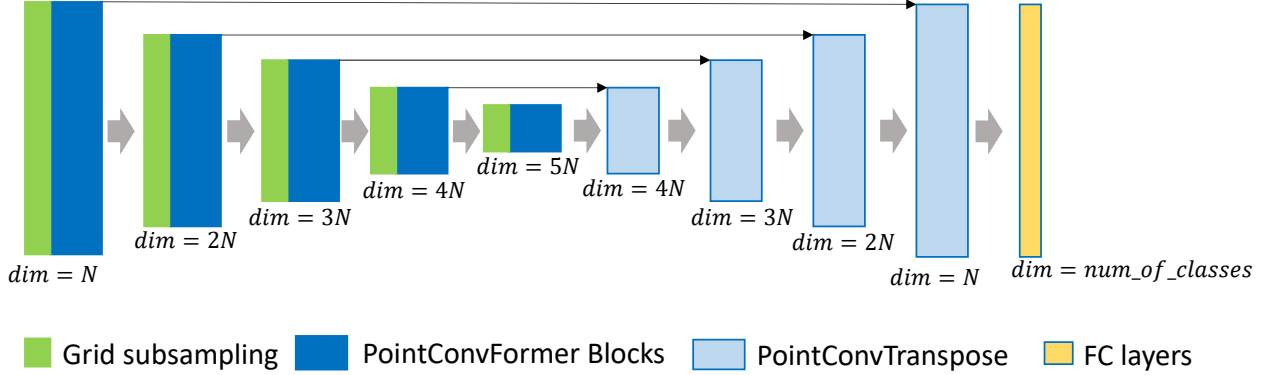 dim = N
dim = 2N
dim = 3N
dim = 4N
dim = 5N
dim = 4N
dim = 3N
dim = 2N
dim = N
dim = num_of_classes
Grid subsampling
PointConvFormer Blocks
PointConvTranspose
FC layers